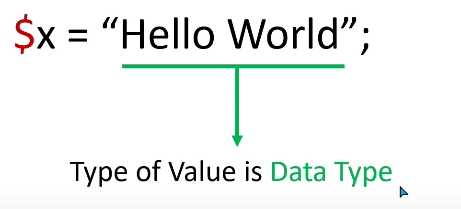 $x = “Hello World”;
Type of Value is Data Type